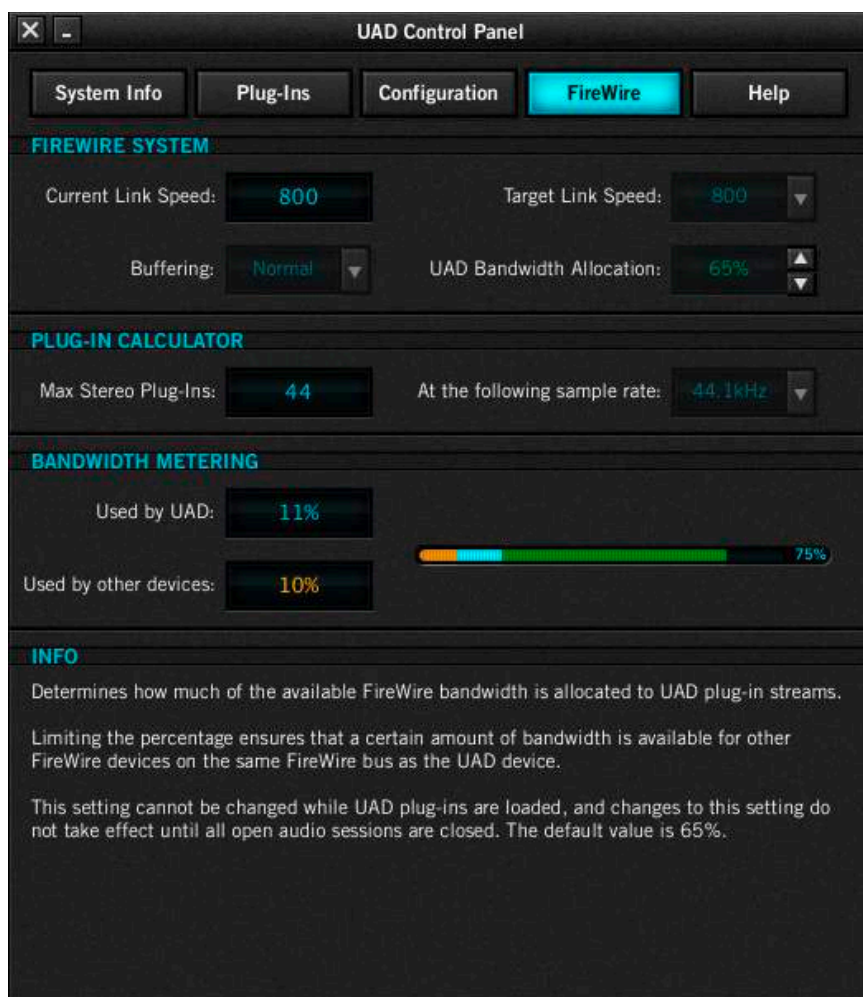 UAD Control Panel
System Info Plug-Ins Configuration FireWire Help
FIREWIRE SYSTEM
Current Link Speed: 800 Target Link Speed: 800
Buffering: Normal UAD Bandwidth Allocation: 65%
PLUG-IN CALCULATOR
Max Stereo Plug-Ins: 44 At the following sample rate: 44.1kHz
BANDWIDTH METERING
Used by UAD: 11%
75%
Used by other devices: 10%
INFO
Determines how much of the available FireWire bandwidth is allocated to UAD plug-in streams.
Limiting the percentage ensures that a certain amount of bandwidth is available for other
FireWire devices on the same FireWire bus as the UAD device.
This setting cannot be changed while UAD plug-ins are loaded, and changes to this setting do
not take effect until all open audio sessions are closed. The default value is 65%.